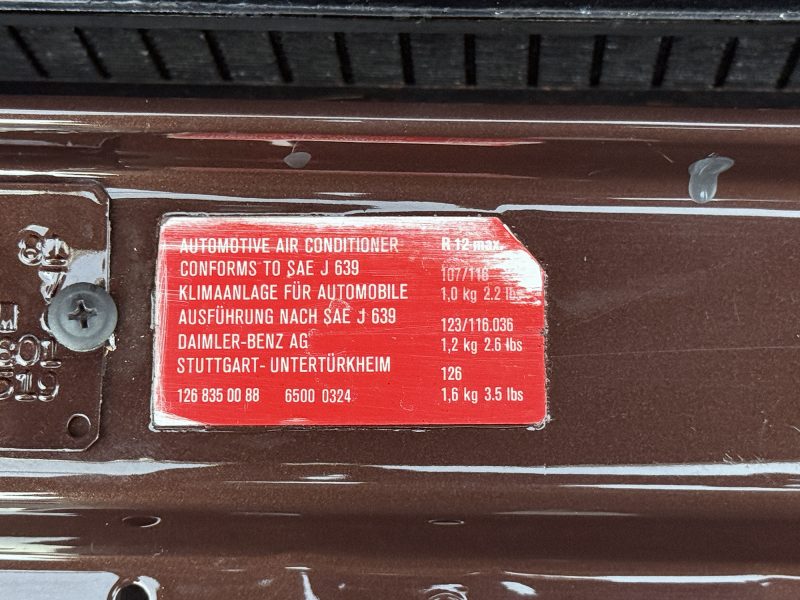 AUTOMOTIVE AIR CONDITIONER
CONFORMS TO SAE J 639
KLIMAANLAGE FÜR AUTOMOBILE
AUSFÜHRUNG NACH SAE J 639
DAIMLER-BENZ AG
STUTTGART- UNTERTÜRKHEIM
126 835 00 88 6500 0324
R 12 max.
107/116
1,0 kg 2.2 lbs
123/116.036
1,2 kg 2.6 lbs
126
1,6 kg 3.5 lbs
601
519